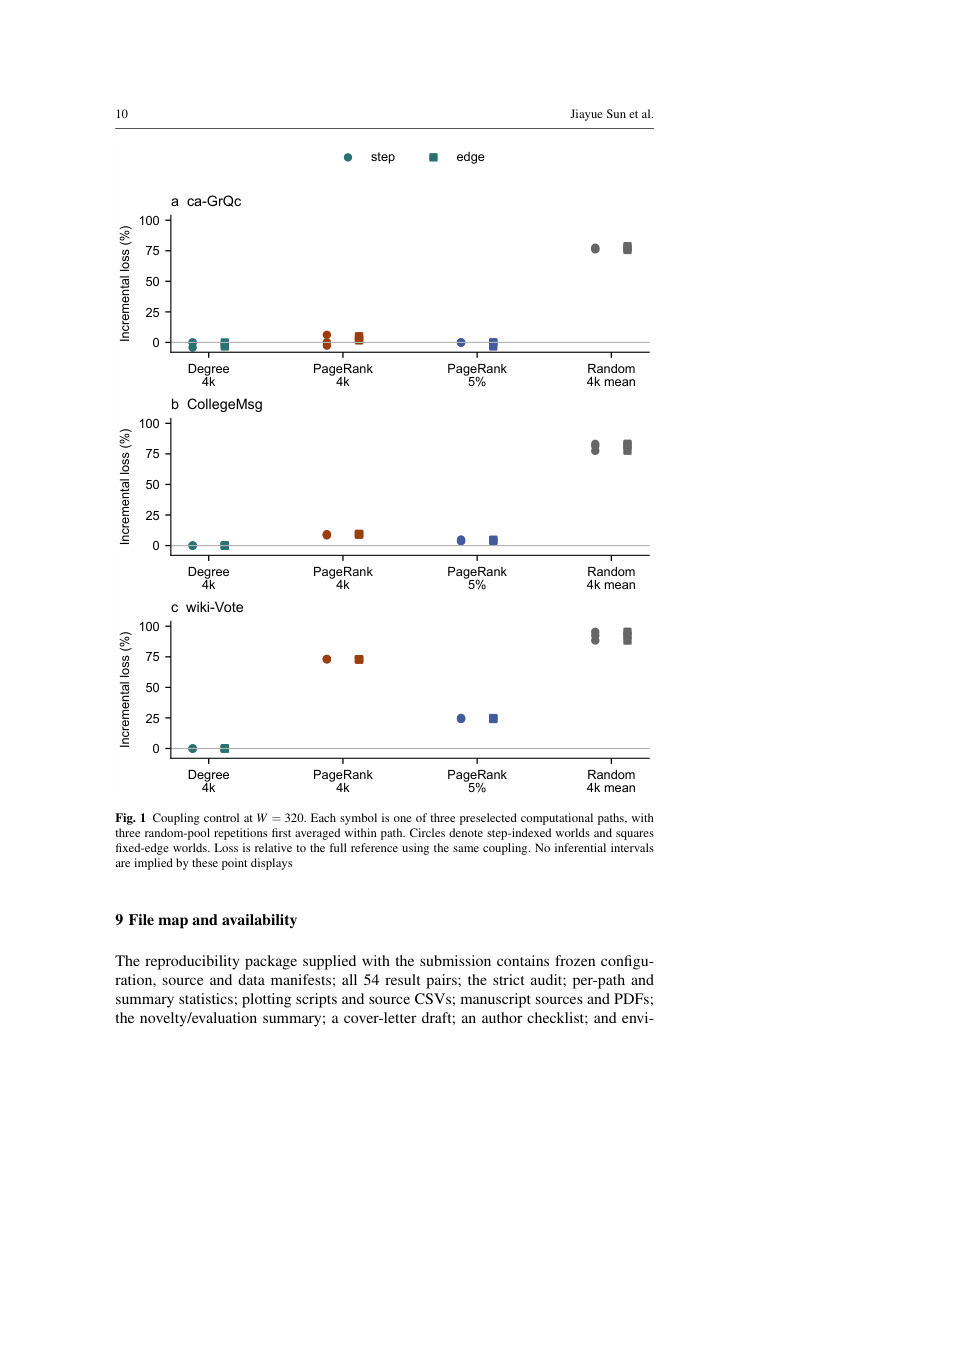 10 Jiayue Sun et al.
step edge
a ca-GrQc
Incremental loss (%)
100
75
50
25
0
Degree PageRank PageRank Random
4k 4k 5% 4k mean
b CollegeMsg
Incremental loss (%)
100
75
50
25
0
Degree PageRank PageRank Random
4k 4k 5% 4k mean
c wiki-Vote
Incremental loss (%)
100
75
50
25
0
Degree PageRank PageRank Random
4k 4k 5% 4k mean
Fig. 1 Coupling control at W = 320. Each symbol is one of three preselected computational paths, with
three random-pool repetitions first averaged within path. Circles denote step-indexed worlds and squares
fixed-edge worlds. Loss is relative to the full reference using the same coupling. No inferential intervals
are implied by these point displays
9 File map and availability
The reproducibility package supplied with the submission contains frozen configu-
ration, source and data manifests; all 54 result pairs; the strict audit; per-path and
summary statistics; plotting scripts and source CSVs; manuscript sources and PDFs;
the novelty/evaluation summary; a cover-letter draft; an author checklist; and envi-